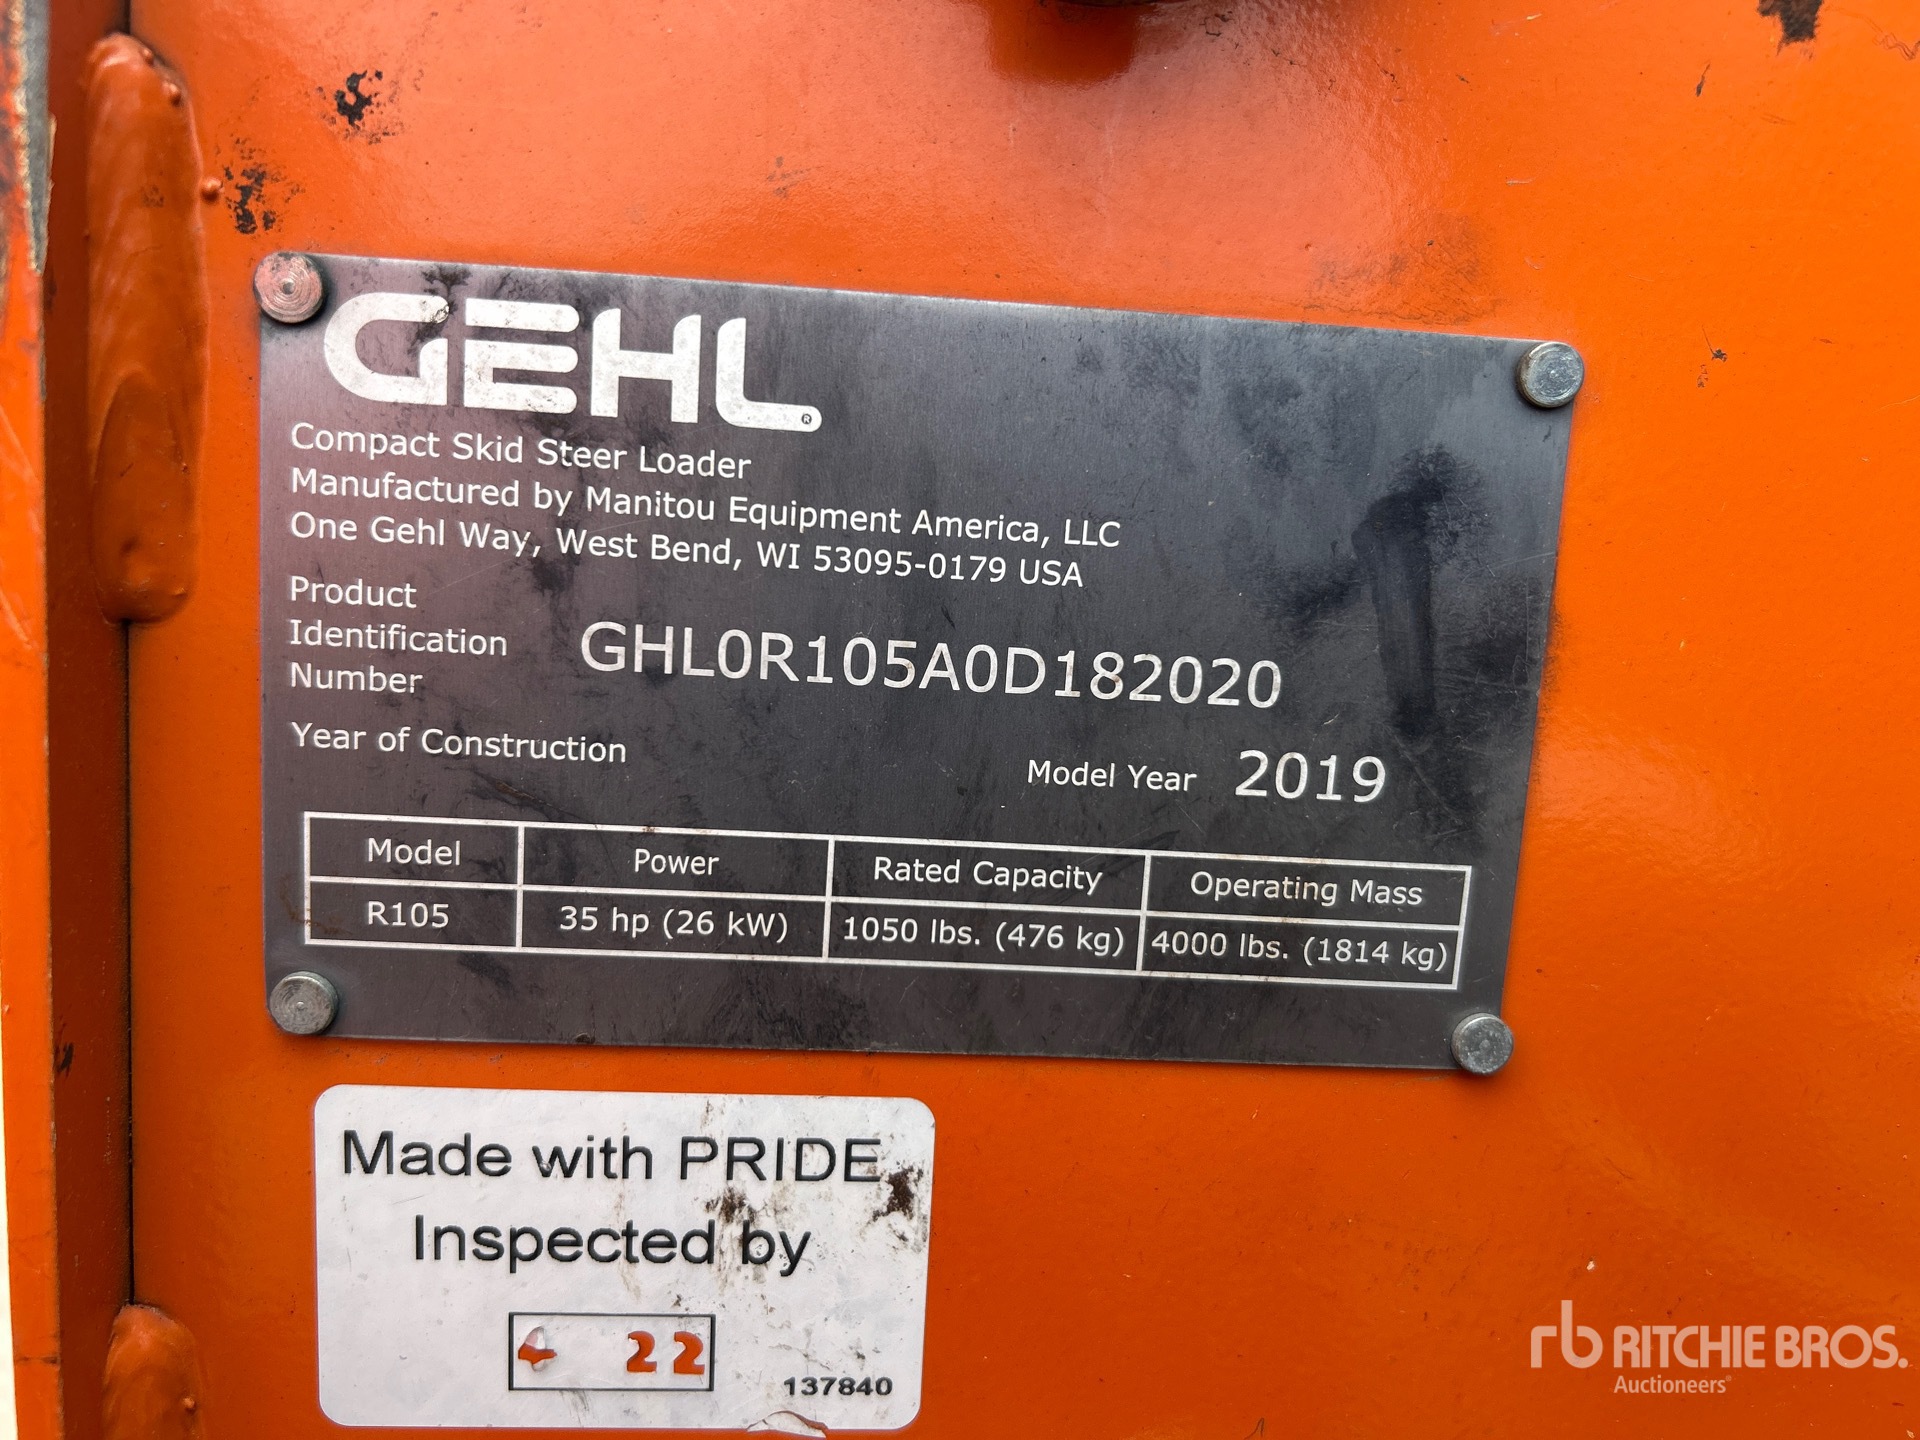 GEHL®
Compact Skid Steer Loader
Manufactured by Manitou Equipment America, LLC
One Gehl Way, West Bend, WI 53095-0179 USA
Product
Identification
Number
GHL0R105A0D182020
Year of Construction
Model Year 2019
Model Power Rated Capacity Operating Mass
R105 35 hp (26 kW) 1050 lbs. (476 kg) 4000 lbs. (1814 kg)
Made with PRIDE
Inspected by
4 22
137840
rb RITCHIE BROS.
Auctioneers®